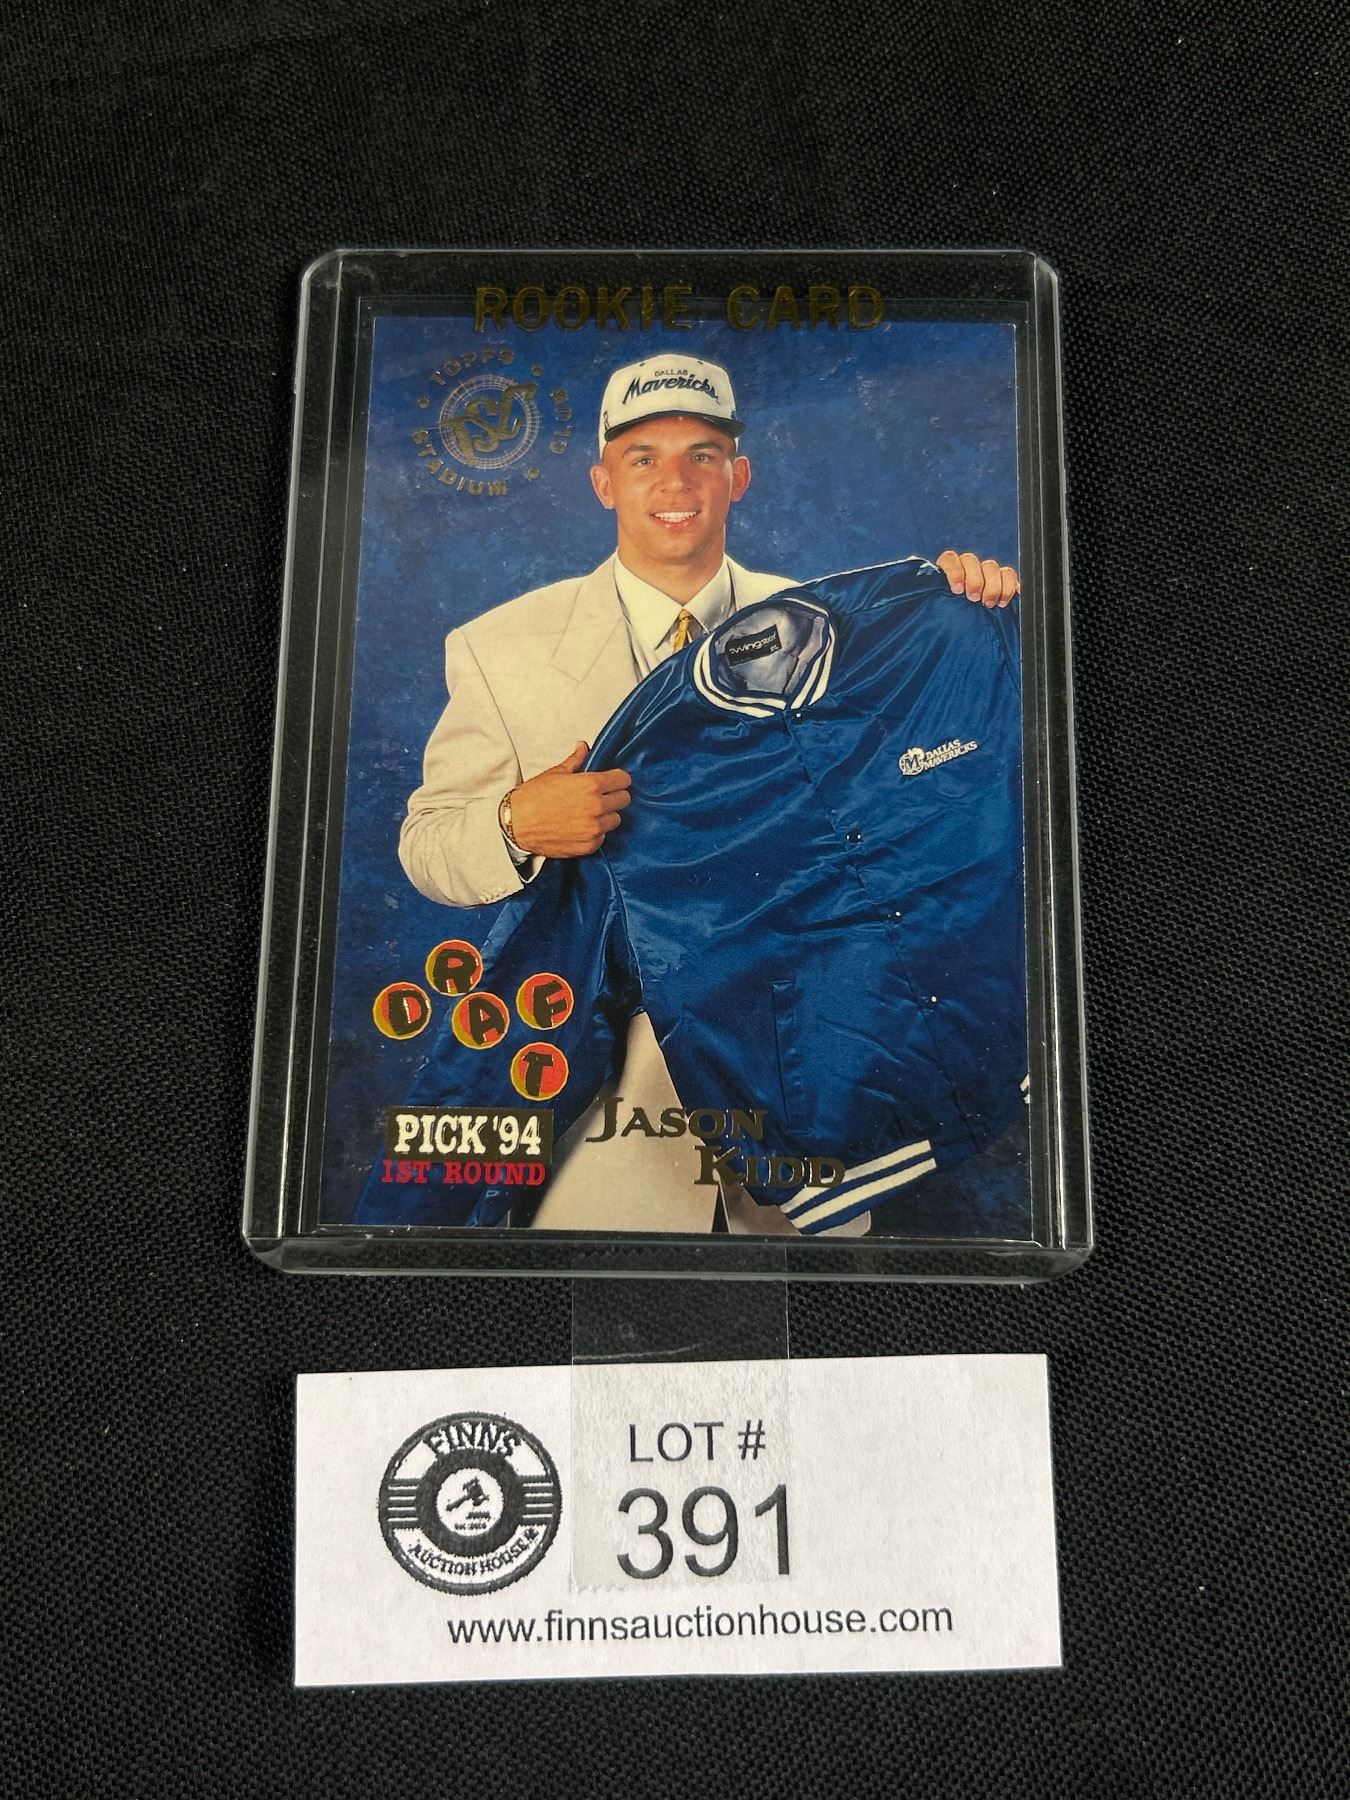 ROOKIE CARD
TOPPS STADIUM CLUB
TSC
DALLAS
Mavericks
DALLAS
MAVERICKS
DRAFT
PICK '94
1ST ROUND
JASON
KIDD
FINNS
AUCTION HOUSE
LOT #
391
www.finnsauctionhouse.com